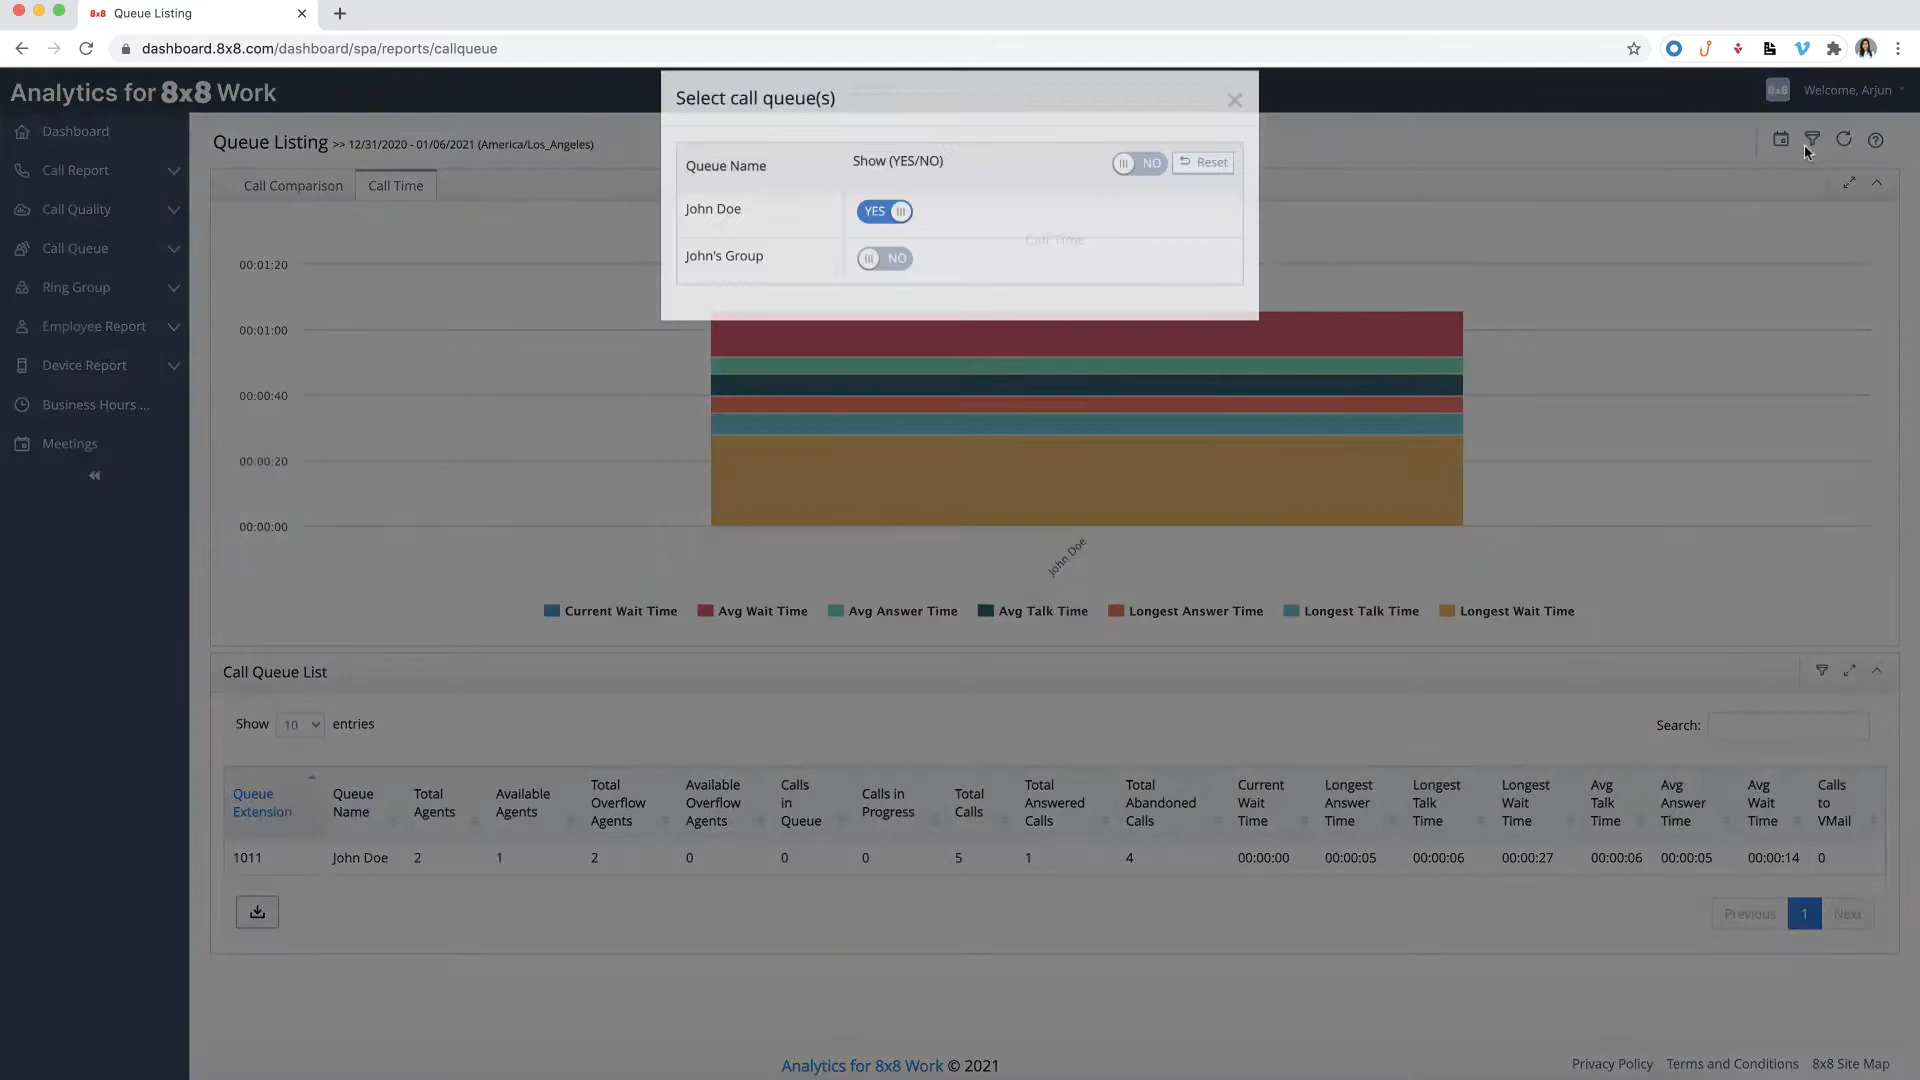 8x8 Queue Listing
dashboard.8x8.com/dashboard/spa/reports/callqueue
Analytics for 8x8 Work
8x8 Welcome, Arjun
Dashboard
Call Report
Call Quality
Call Queue
Ring Group
Employee Report
Device Report
Business Hours ...
Meetings
Select call queue(s)
Queue Name Show (YES/NO) NO Reset
John Doe YES
John's Group NO
Queue Listing >> 12/31/2020 - 01/06/2021 (America/Los_Angeles)
Call Comparison Call Time
Call Time
00:01:20
00:01:00
00:00:40
00:00:20
00:00:00
John Doe
Current Wait Time Avg Wait Time Avg Answer Time Avg Talk Time Longest Answer Time Longest Talk Time Longest Wait Time
Call Queue List
Show 10 entries Search:
Queue Extension Queue Name Total Agents Available Agents Total Overflow Agents Available Overflow Agents Calls in Queue Calls in Progress Total Calls Total Answered Calls Total Abandoned Calls Current Wait Time Longest Answer Time Longest Talk Time Longest Wait Time Avg Talk Time Avg Answer Time Avg Wait Time Calls to VMail
1011 John Doe 2 1 2 0 0 0 5 1 4 00:00:00 00:00:05 00:00:06 00:00:27 00:00:06 00:00:05 00:00:14 0
Previous 1 Next
Analytics for 8x8 Work © 2021
Privacy Policy Terms and Conditions 8x8 Site Map